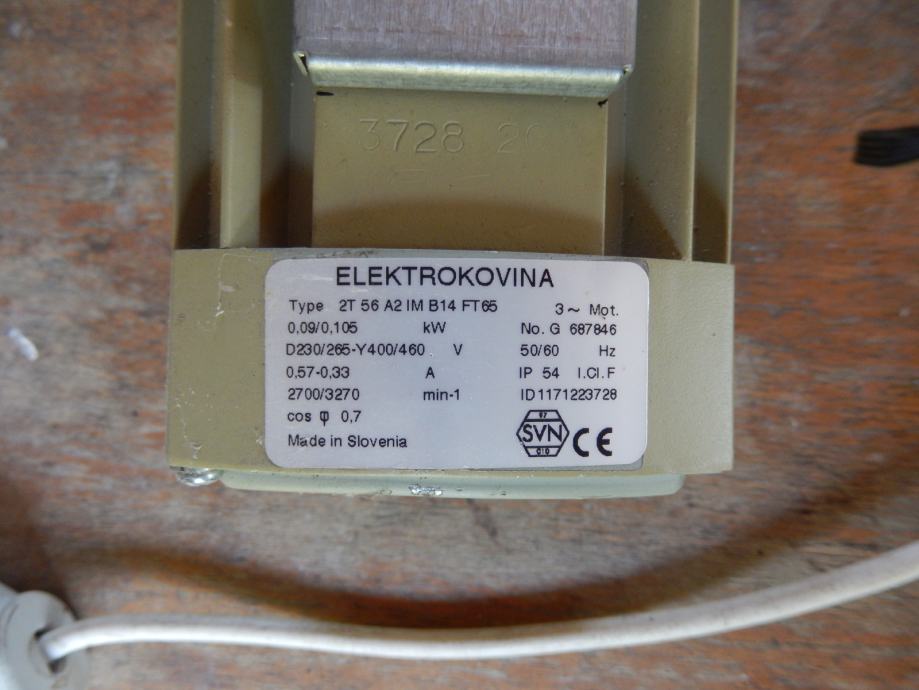 3728 20
ELEKTROKOVINA
Type 2T 56 A2 IM B14 FT65 3~ Mot.
0,09/0,105 kW No. G 687846
D230/265-Y400/460 V 50/60 Hz
0,57-0,33 A IP 54 I.Cl.F
2700/3270 min-1 ID1171223728
cos φ 0,7
Made in Slovenia SVN CE